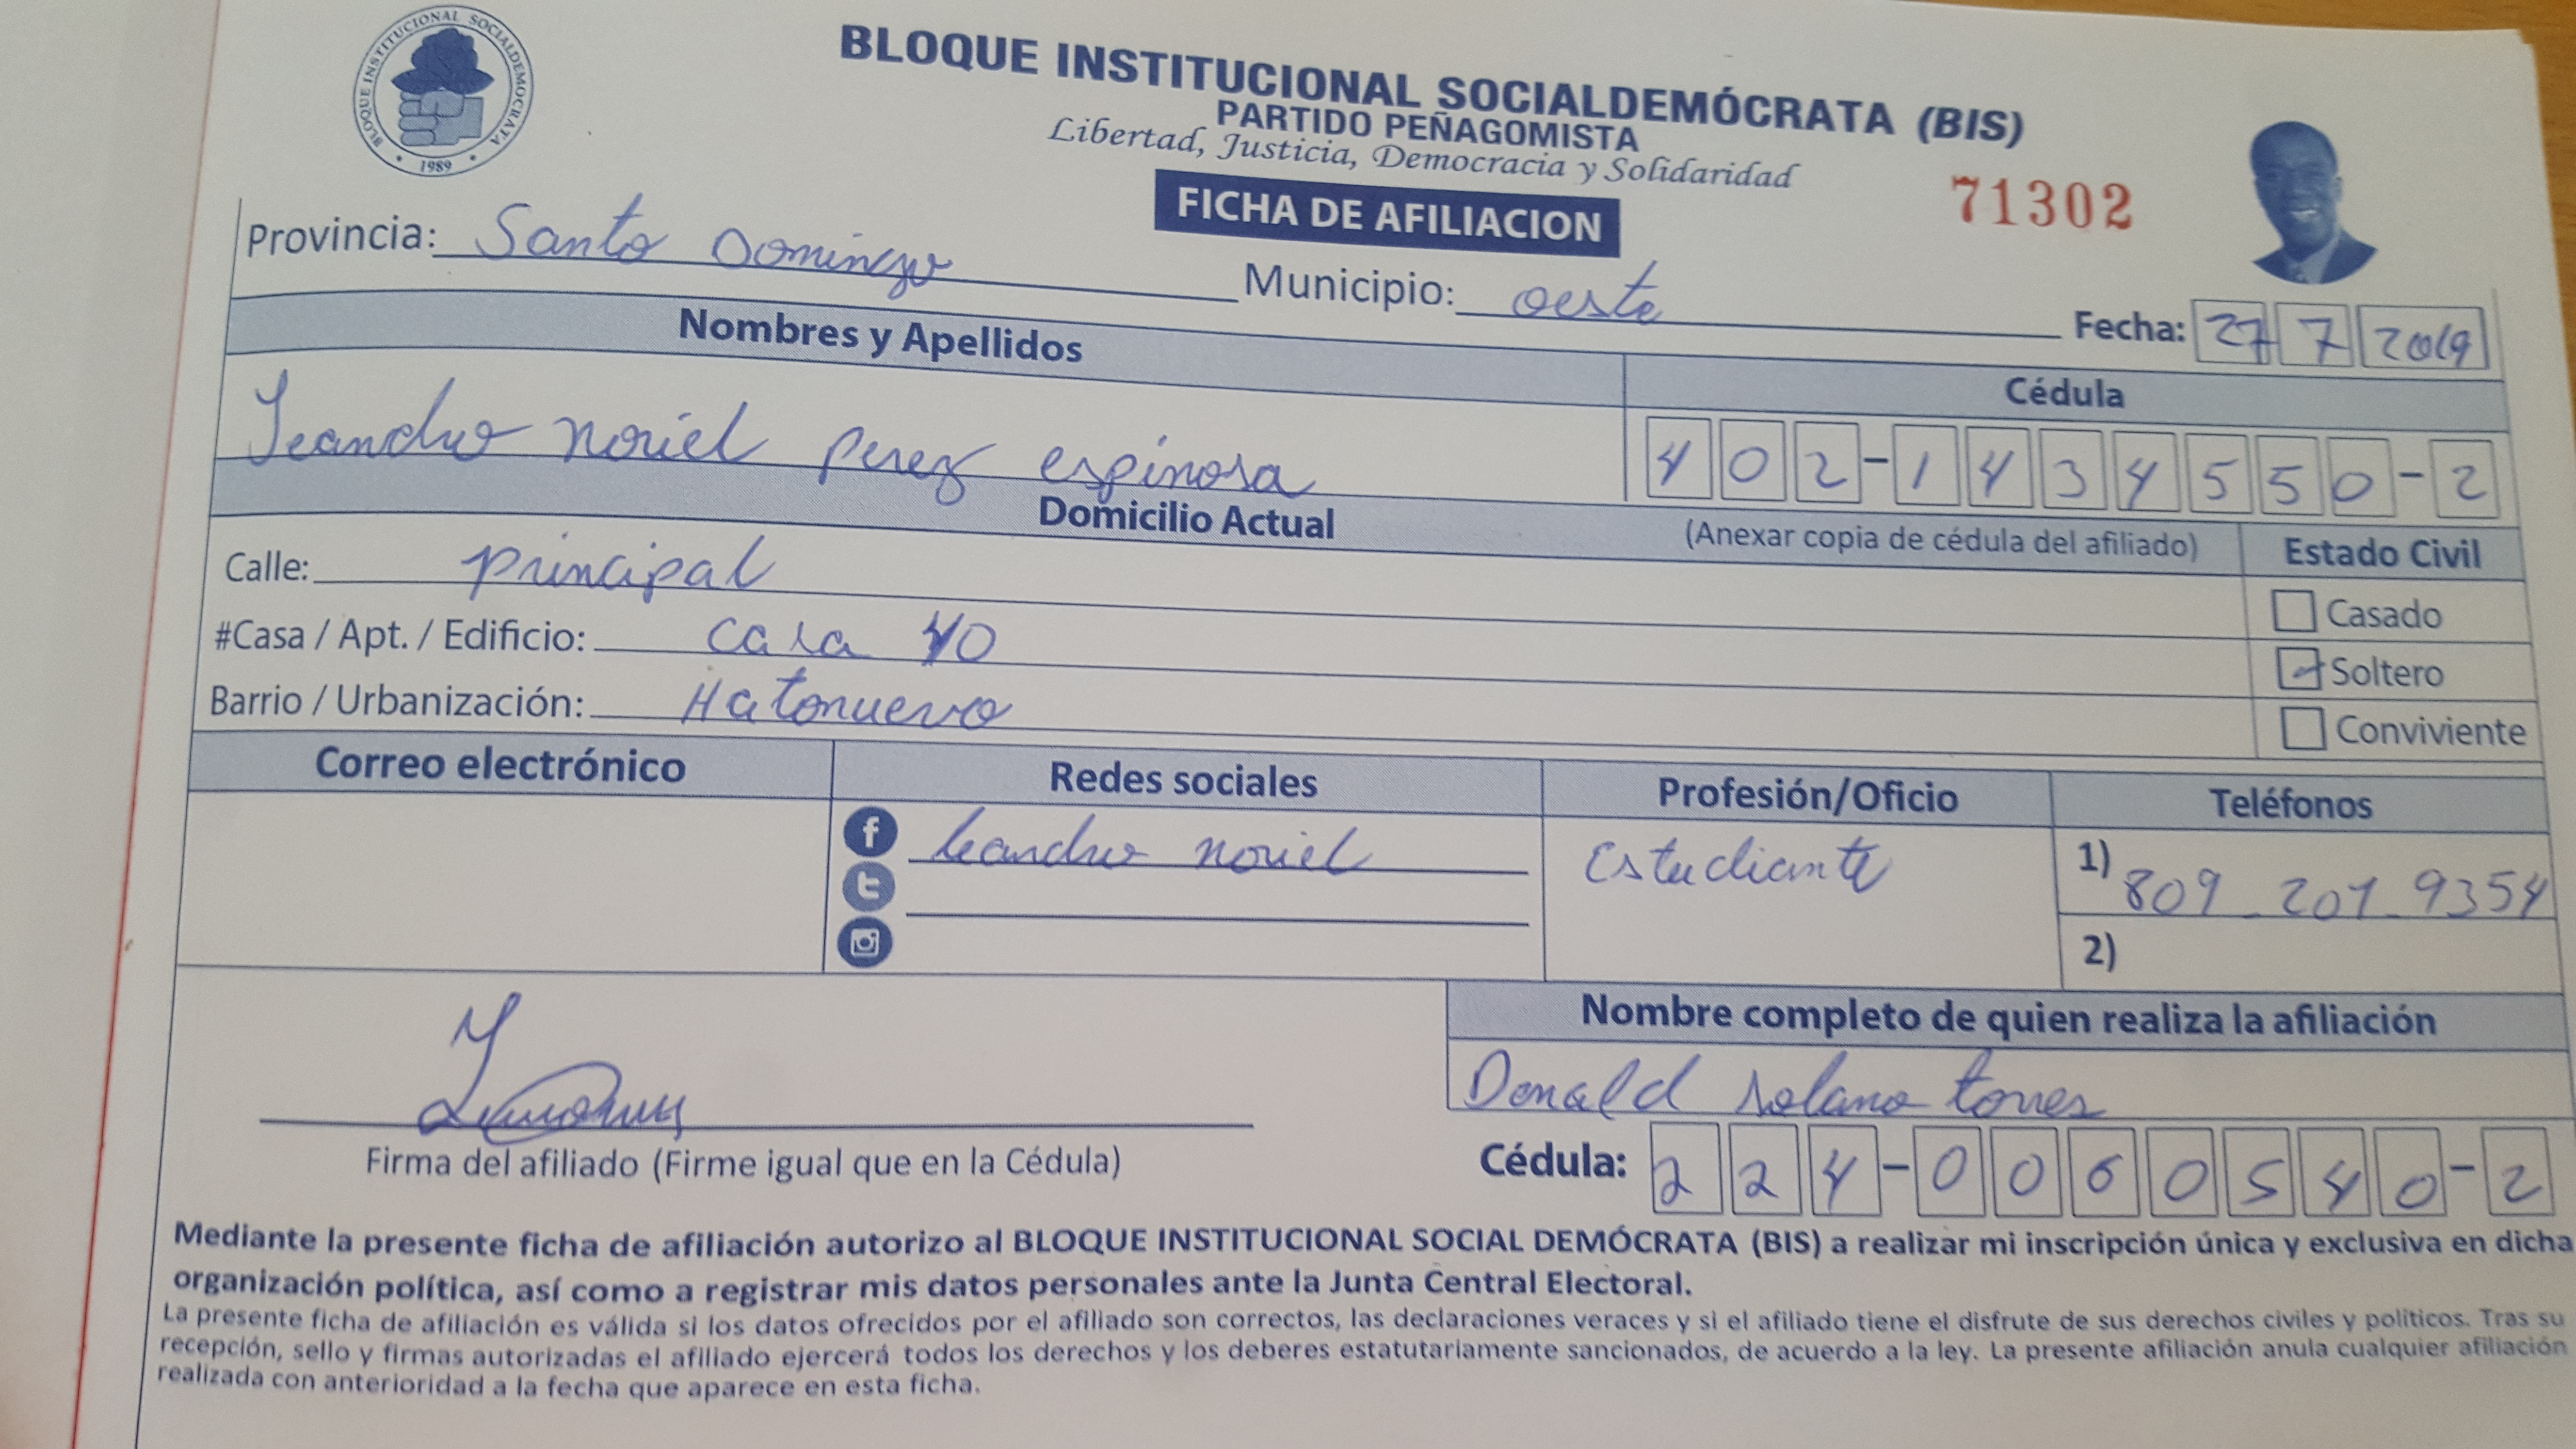 BLOQUE INSTITUCIONAL SOCIALDEMOCRATA
1989
BLOQUE INSTITUCIONAL SOCIALDEMÓCRATA (BIS)
PARTIDO PEÑAGOMISTA
Libertad, Justicia, Democracia y Solidaridad
FICHA DE AFILIACION
71302
Provincia: Santo Domingo
Municipio: oeste
Fecha: 27 7 2019
Nombres y Apellidos
Cédula
Leandro noriel perez espinosa
402-1434550-2
Domicilio Actual
(Anexar copia de cédula del afiliado)
Estado Civil
Calle: principal
Casado
#Casa / Apt. / Edificio: casa 40
Soltero
Barrio / Urbanización: Hatonuevo
Conviviente
Correo electrónico
Redes sociales
Profesión/Oficio
Teléfonos
leandro noriel
Estudiante
1) 809-201-9354
2)
Nombre completo de quien realiza la afiliación
Donald solano torres
Firma del afiliado (Firme igual que en la Cédula)
Cédula: 224-0060540-2
Mediante la presente ficha de afiliación autorizo al BLOQUE INSTITUCIONAL SOCIAL DEMÓCRATA (BIS) a realizar mi inscripción única y exclusiva en dicha
organización política, así como a registrar mis datos personales ante la Junta Central Electoral.
La presente ficha de afiliación es válida si los datos ofrecidos por el afiliado son correctos, las declaraciones veraces y si el afiliado tiene el disfrute de sus derechos civiles y políticos. Tras su
recepción, sello y firmas autorizadas el afiliado ejercerá todos los derechos y los deberes estatutariamente sancionados, de acuerdo a la ley. La presente afiliación anula cualquier afiliación
realizada con anterioridad a la fecha que aparece en esta ficha.